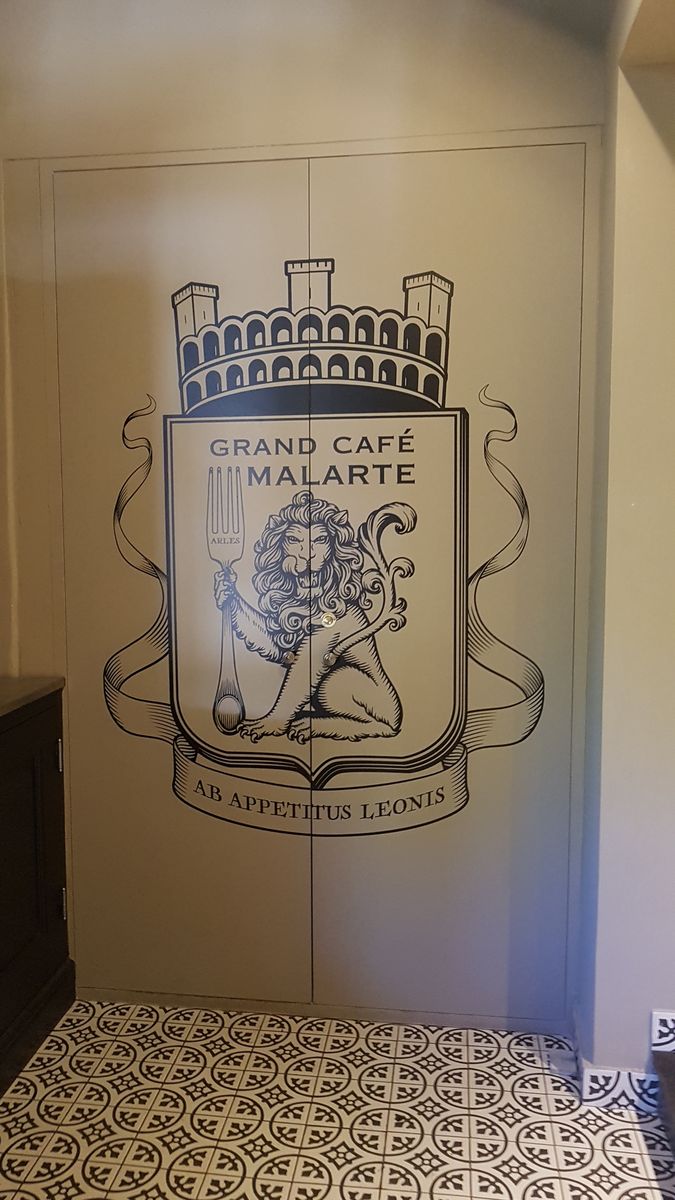 GRAND CAFÉ
MALARTE
ARLES
AB APPETITUS LEONIS